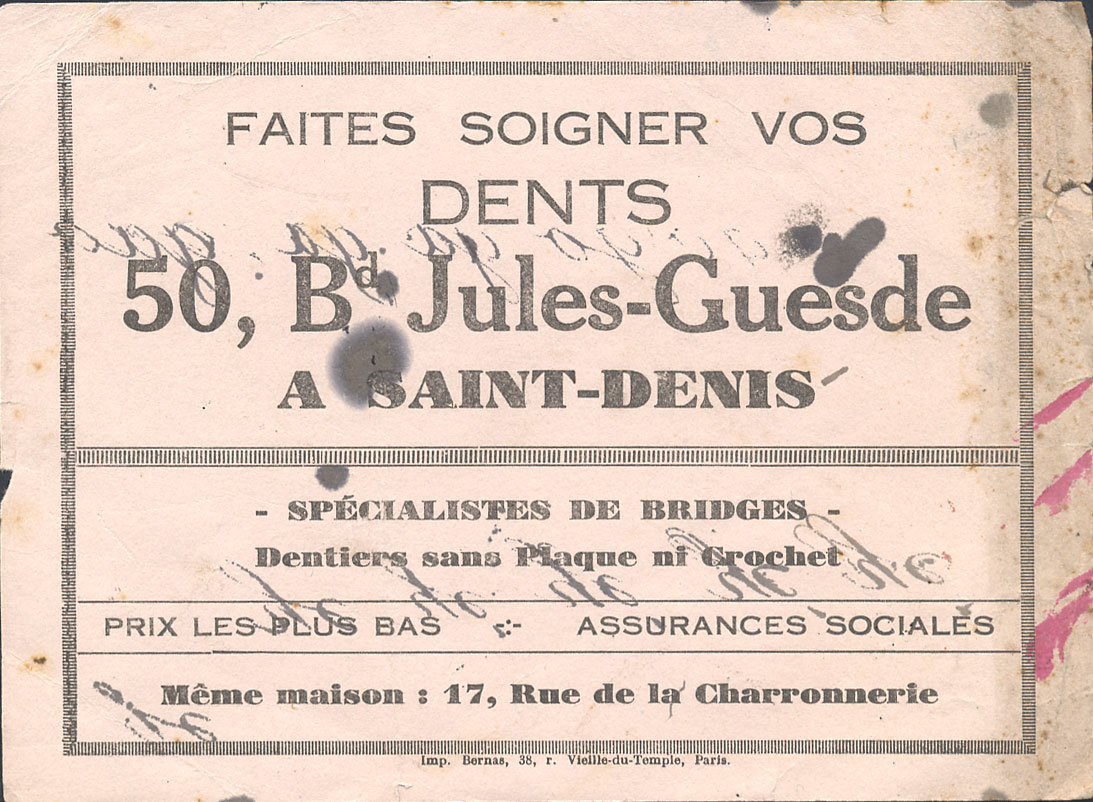 FAITES SOIGNER VOS
DENTS
50, Bd Jules-Guesde
A SAINT-DENIS
- SPÉCIALISTES DE BRIDGES -
Dentiers sans Plaque ni Crochet
PRIX LES PLUS BAS -:- ASSURANCES SOCIALES
Même maison : 17, Rue de la Charronnerie
Imp. Bernas, 38, r. Vieille-du-Temple, Paris.